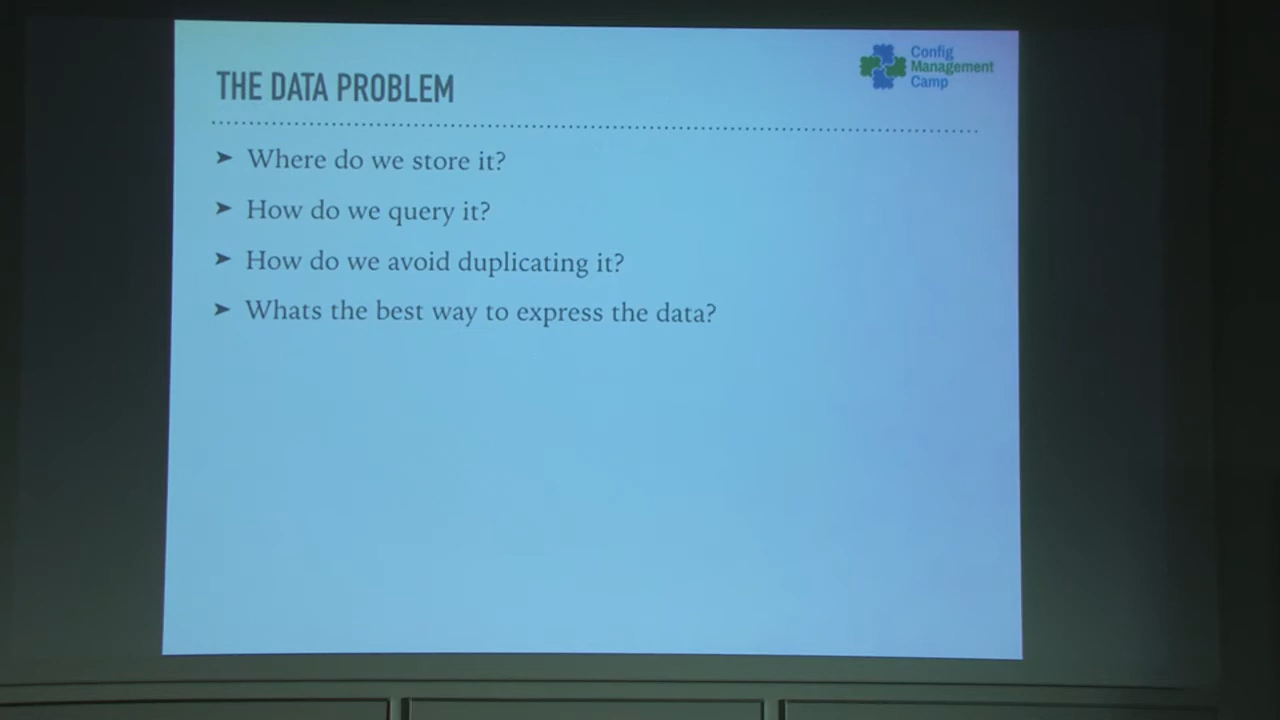 THE DATA PROBLEM
Config
Management
Camp
➤ Where do we store it?
➤ How do we query it?
➤ How do we avoid duplicating it?
➤ Whats the best way to express the data?